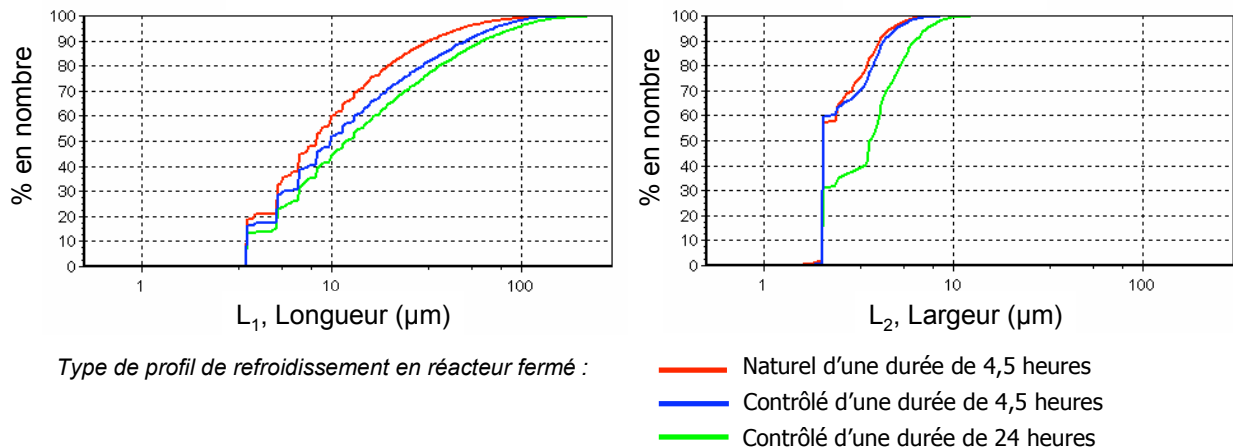 100
90
80
70
60
50
40
30
20
10
0
% en nombre
1 10 100
L₁, Longueur (µm)
100
90
80
70
60
50
40
30
20
10
0
% en nombre
1 10 100
L₂, Largeur (µm)
Type de profil de refroidissement en réacteur fermé :
Naturel d’une durée de 4,5 heures
Contrôlé d’une durée de 4,5 heures
Contrôlé d’une durée de 24 heures